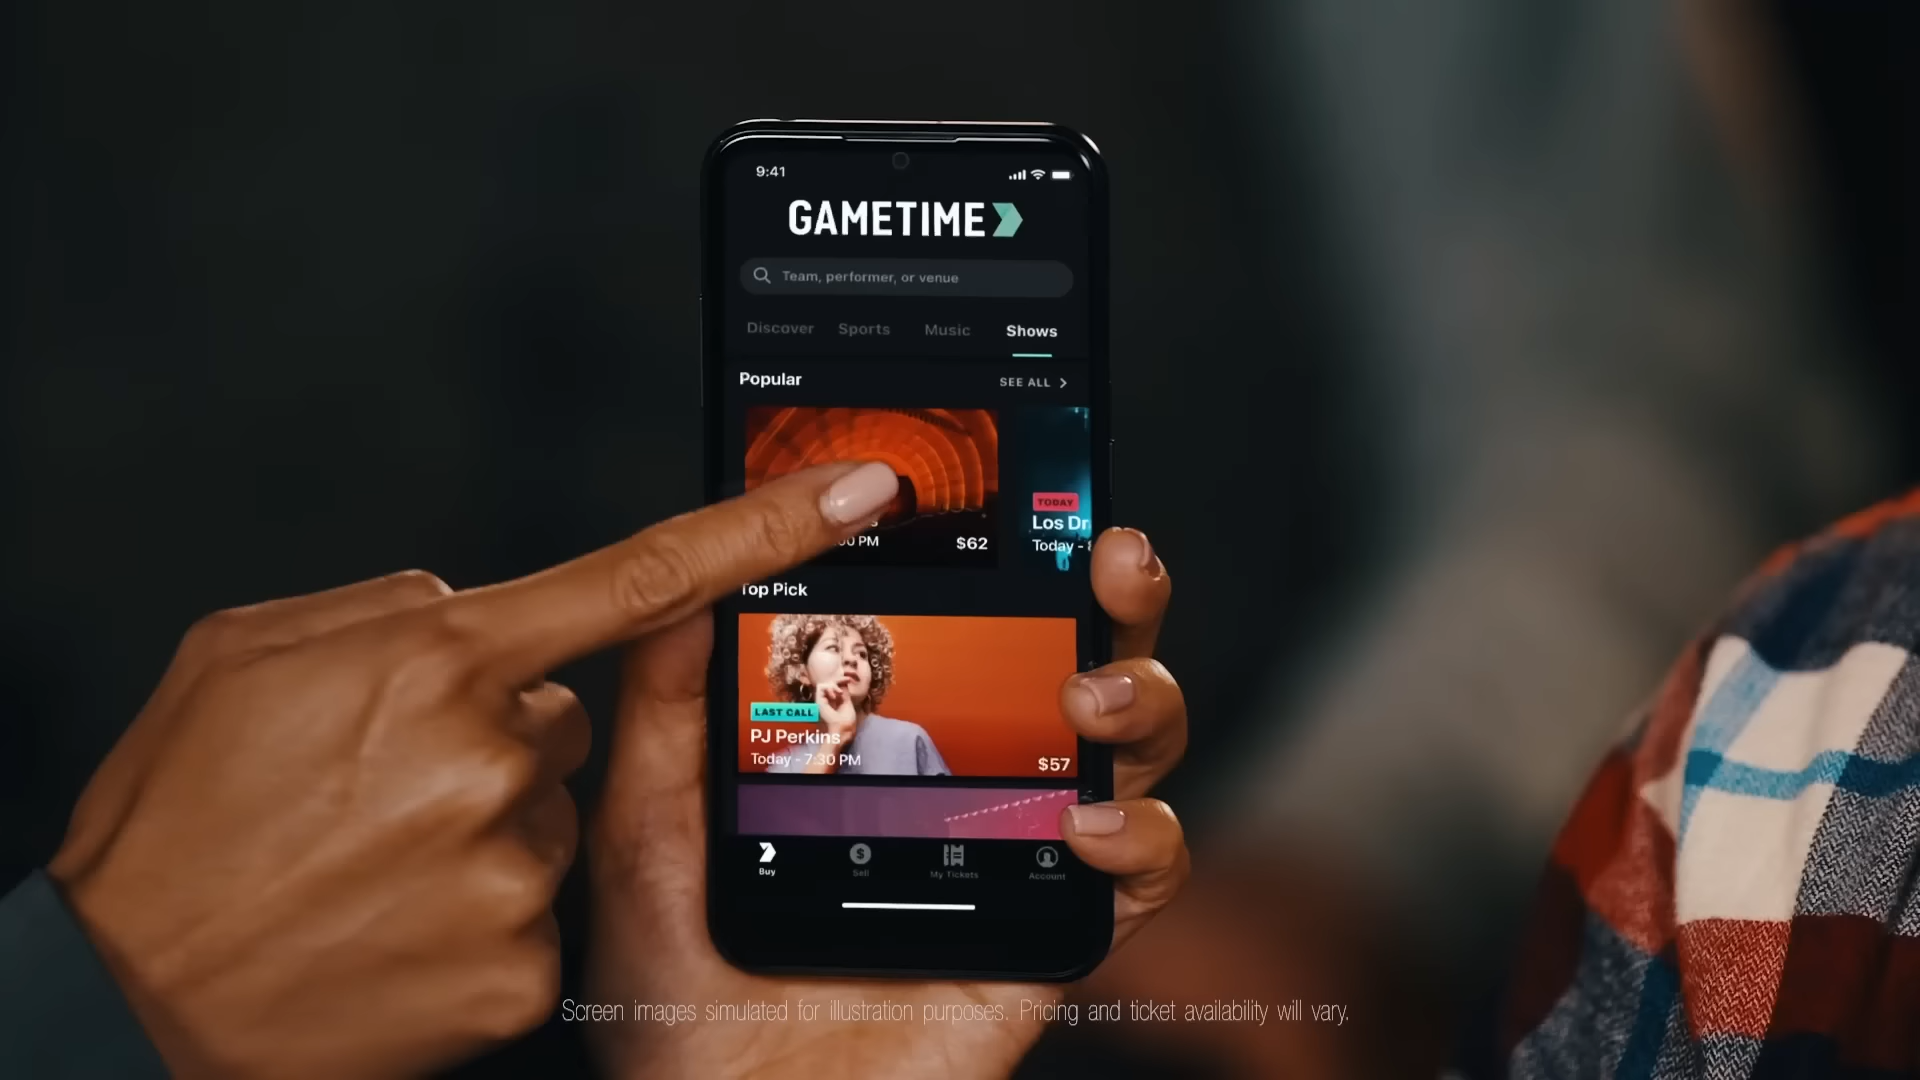 9:41
GAMETIME
Team, performer, or venue
Discover Sports Music Shows
Popular SEE ALL
TODAY
Los Dr
PM $62
Today -
Top Pick
LAST CALL
PJ Perkins
Today - 7:30 PM $57
Buy Sell My Tickets Account
Screen images simulated for illustration purposes. Pricing and ticket availability will vary.